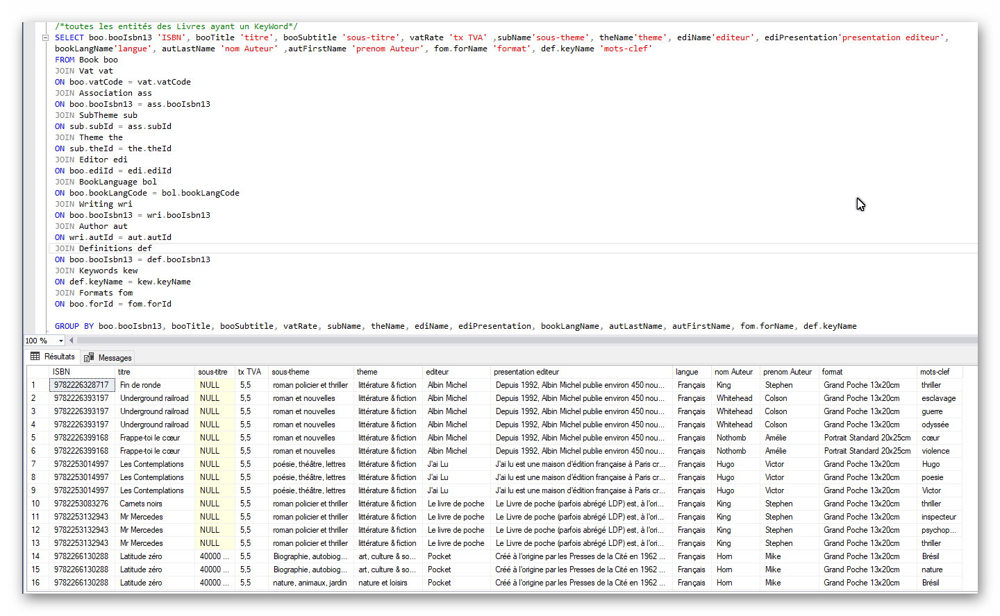 /*toutes les entités des Livres ayant un KeyWord*/
SELECT boo.booIsbn13 'ISBN', booTitle 'titre', booSubtitle 'sous-titre', vatRate 'tx TVA' ,subName'sous-theme', theName'theme', ediName'editeur', ediPresentation'presentation editeur',
bookLangName'langue', autLastName 'nom Auteur' ,autFirstName 'prenom Auteur', fom.forName 'format', def.keyName 'mots-clef'
FROM Book boo
JOIN Vat vat
ON boo.vatCode = vat.vatCode
JOIN Association ass
ON boo.booIsbn13 = ass.booIsbn13
JOIN SubTheme sub
ON sub.subId = ass.subId
JOIN Theme the
ON sub.theId = the.theId
JOIN Editor edi
ON boo.ediId = edi.ediId
JOIN BookLanguage bol
ON boo.bookLangCode = bol.bookLangCode
JOIN Writing wri
ON boo.booIsbn13 = wri.booIsbn13
JOIN Author aut
ON wri.autId = aut.autId
JOIN Definitions def
ON boo.booIsbn13 = def.booIsbn13
JOIN Keywords kew
ON def.keyName = kew.keyName
JOIN Formats fom
ON boo.forId = fom.forId
GROUP BY boo.booIsbn13, booTitle, booSubtitle, vatRate, subName, theName, ediName, ediPresentation, bookLangName, autLastName, autFirstName, fom.forName, def.keyName
100 %
Résultats Messages
ISBN titre sous-titre tx TVA sous-theme theme editeur presentation editeur langue nom Auteur prenom Auteur format mots-clef
1 9782226328717 Fin de ronde NULL 5,5 roman policier et thriller littérature & fiction Albin Michel Depuis 1992, Albin Michel publie environ 450 nou... Français King Stephen Grand Poche 13x20cm thriller
2 9782226393197 Underground railroad NULL 5,5 roman et nouvelles littérature & fiction Albin Michel Depuis 1992, Albin Michel publie environ 450 nou... Français Whitehead Colson Grand Poche 13x20cm esclavage
3 9782226393197 Underground railroad NULL 5,5 roman et nouvelles littérature & fiction Albin Michel Depuis 1992, Albin Michel publie environ 450 nou... Français Whitehead Colson Grand Poche 13x20cm guerre
4 9782226393197 Underground railroad NULL 5,5 roman et nouvelles littérature & fiction Albin Michel Depuis 1992, Albin Michel publie environ 450 nou... Français Whitehead Colson Grand Poche 13x20cm odyssée
5 9782226399168 Frappe-toi le cœur NULL 5,5 roman et nouvelles littérature & fiction Albin Michel Depuis 1992, Albin Michel publie environ 450 nou... Français Nothomb Amélie Portrait Standard 20x25cm cœur
6 9782226399168 Frappe-toi le cœur NULL 5,5 roman et nouvelles littérature & fiction Albin Michel Depuis 1992, Albin Michel publie environ 450 nou... Français Nothomb Amélie Portrait Standard 20x25cm violence
7 9782253014997 Les Contemplations NULL 5,5 poésie, théâtre, lettres littérature & fiction J'ai Lu J'ai lu est une maison d'édition française à Paris cr... Français Hugo Victor Grand Poche 13x20cm Hugo
8 9782253014997 Les Contemplations NULL 5,5 poésie, théâtre, lettres littérature & fiction J'ai Lu J'ai lu est une maison d'édition française à Paris cr... Français Hugo Victor Grand Poche 13x20cm poesie
9 9782253014997 Les Contemplations NULL 5,5 poésie, théâtre, lettres littérature & fiction J'ai Lu J'ai lu est une maison d'édition française à Paris cr... Français Hugo Victor Grand Poche 13x20cm Victor
10 9782253083276 Carnets noirs NULL 5,5 roman policier et thriller littérature & fiction Le livre de poche Le Livre de poche (parfois abrégé LDP) est, à l'ori... Français King Stephen Grand Poche 13x20cm thriller
11 9782253132943 Mr Mercedes NULL 5,5 roman policier et thriller littérature & fiction Le livre de poche Le Livre de poche (parfois abrégé LDP) est, à l'ori... Français King Stephen Grand Poche 13x20cm inspecteur
12 9782253132943 Mr Mercedes NULL 5,5 roman policier et thriller littérature & fiction Le livre de poche Le Livre de poche (parfois abrégé LDP) est, à l'ori... Français King Stephen Grand Poche 13x20cm psychop...
13 9782253132943 Mr Mercedes NULL 5,5 roman policier et thriller littérature & fiction Le livre de poche Le Livre de poche (parfois abrégé LDP) est, à l'ori... Français King Stephen Grand Poche 13x20cm thriller
14 9782266130288 Latitude zéro 40000 ... 5,5 Biographie, autobiog... art, culture & so... Pocket Créé à l'origine par les Presses de la Cité en 1962 ... Français Horn Mike Grand Poche 13x20cm Brésil
15 9782266130288 Latitude zéro 40000 ... 5,5 Biographie, autobiog... art, culture & so... Pocket Créé à l'origine par les Presses de la Cité en 1962 ... Français Horn Mike Grand Poche 13x20cm nature
16 9782266130288 Latitude zéro 40000 ... 5,5 nature, animaux, jardin nature et loisirs Pocket Créé à l'origine par les Presses de la Cité en 1962 ... Français Horn Mike Grand Poche 13x20cm Brésil